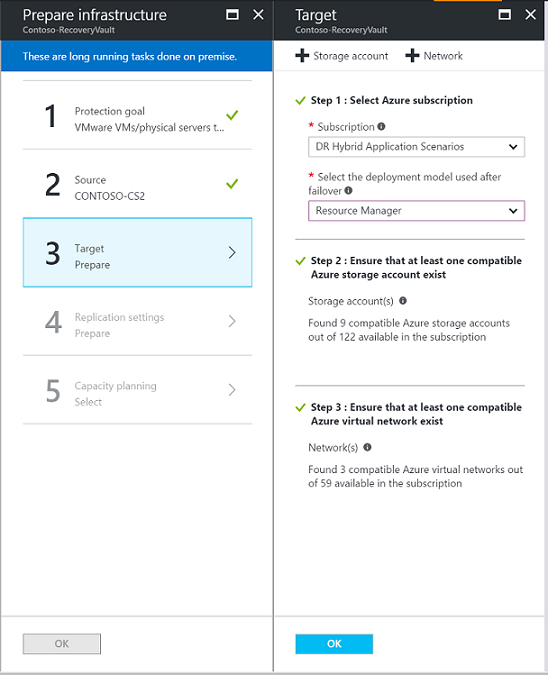 Prepare infrastructure
Contoso-RecoveryVault
These are long running tasks done on premise.
1
Protection goal
VMware VMs/physical servers t...
2
Source
CONTOSO-CS2
3
Target
Prepare
4
Replication settings
Prepare
5
Capacity planning
Select
OK
Target
Contoso-RecoveryVault
Storage account
Network
Step 1 : Select Azure subscription
* Subscription
DR Hybrid Application Scenarios
* Select the deployment model used after
failover
Resource Manager
Step 2 : Ensure that at least one compatible
Azure storage account exist
Storage account(s)
Found 9 compatible Azure storage accounts
out of 122 available in the subscription
Step 3 : Ensure that at least one compatible
Azure virtual network exist
Network(s)
Found 3 compatible Azure virtual networks out
of 59 available in the subscription
OK